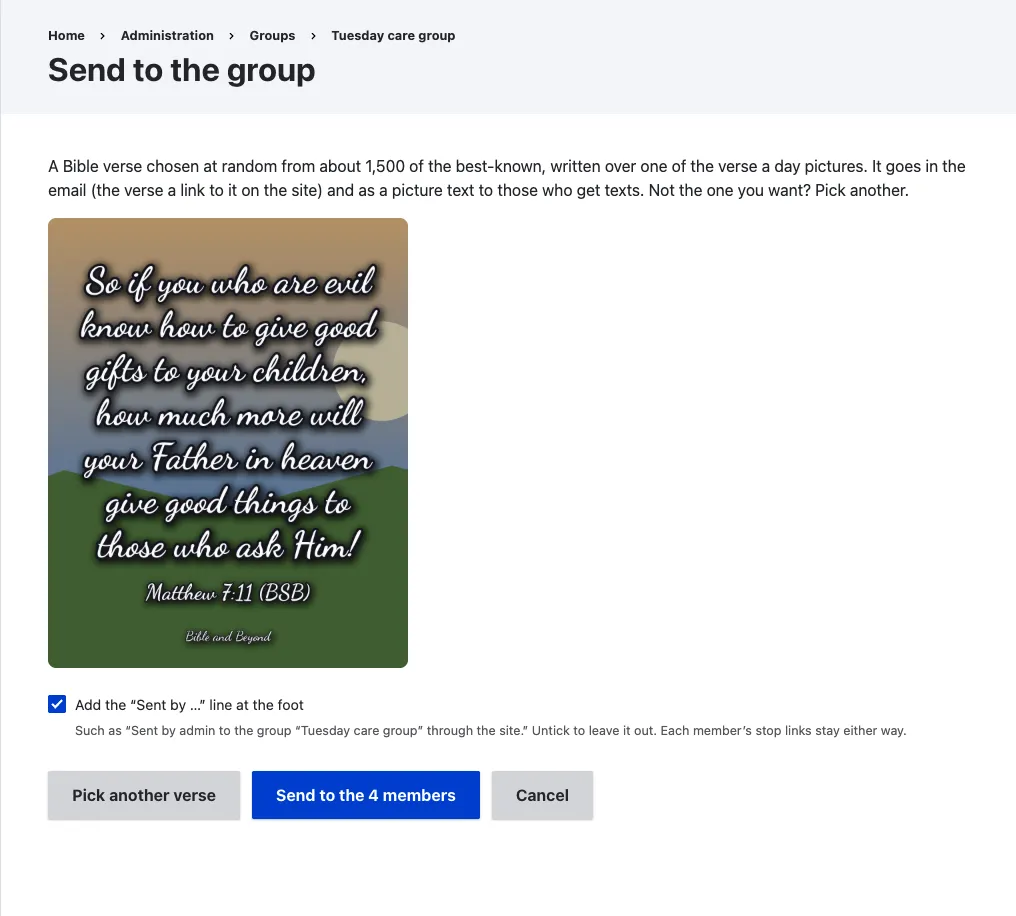 Home › Administration › Groups › Tuesday care group
Send to the group
A Bible verse chosen at random from about 1,500 of the best-known, written over one of the verse a day pictures. It goes in the
email (the verse a link to it on the site) and as a picture text to those who get texts. Not the one you want? Pick another.
So if you who are evil
know how to give good
gifts to your children,
how much more will
your Father in heaven
give good things to
those who ask Him!
Matthew 7:11 (BSB)
Bible and Beyond
Add the “Sent by …” line at the foot
Such as “Sent by admin to the group “Tuesday care group” through the site.” Untick to leave it out. Each member’s stop links stay either way.
Pick another verse
Send to the 4 members
Cancel